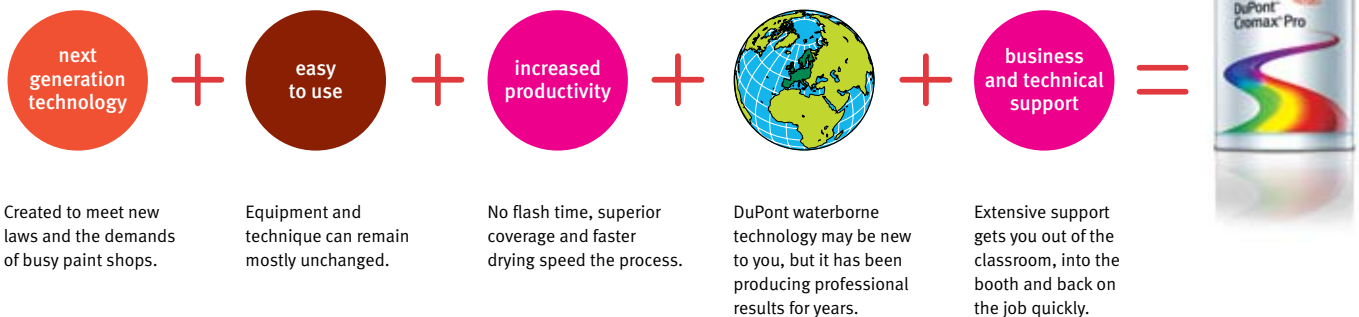 DuPont™
Cromax® Pro
next
generation
technology
+
easy
to use
+
increased
productivity
+
+
business
and technical
support
=
Created to meet new
laws and the demands
of busy paint shops.
Equipment and
technique can remain
mostly unchanged.
No flash time, superior
coverage and faster
drying speed the process.
DuPont waterborne
technology may be new
to you, but it has been
producing professional
results for years.
Extensive support
gets you out of the
classroom, into the
booth and back on
the job quickly.